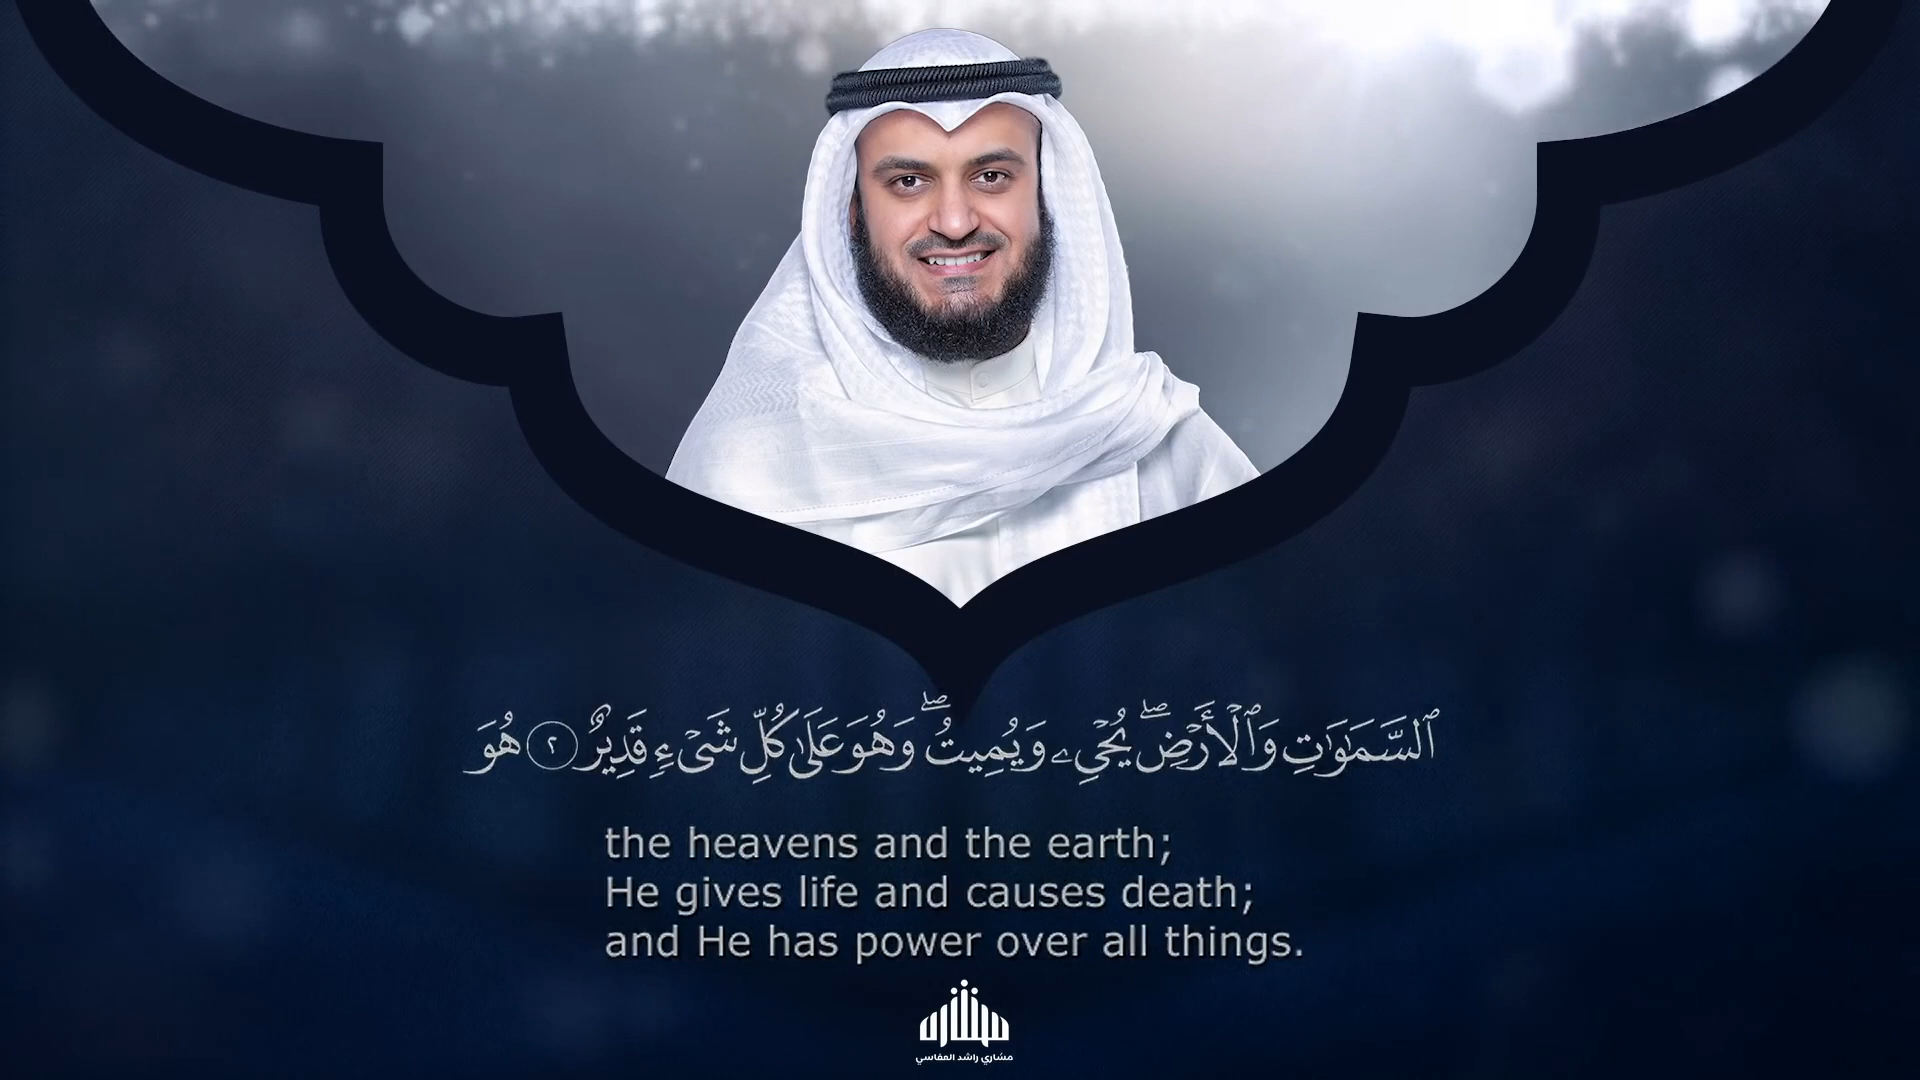 ٱلسَّمَـٰوَٰتِ وَٱلْأَرْضِ ۖ يُحْىِۦ وَيُمِيتُ ۖ وَهُوَ عَلَىٰ كُلِّ شَىْءٍ قَدِيرٌ ٢ هُوَ
the heavens and the earth;
He gives life and causes death;
and He has power over all things.
مشاري
مشاري راشد العفاسي